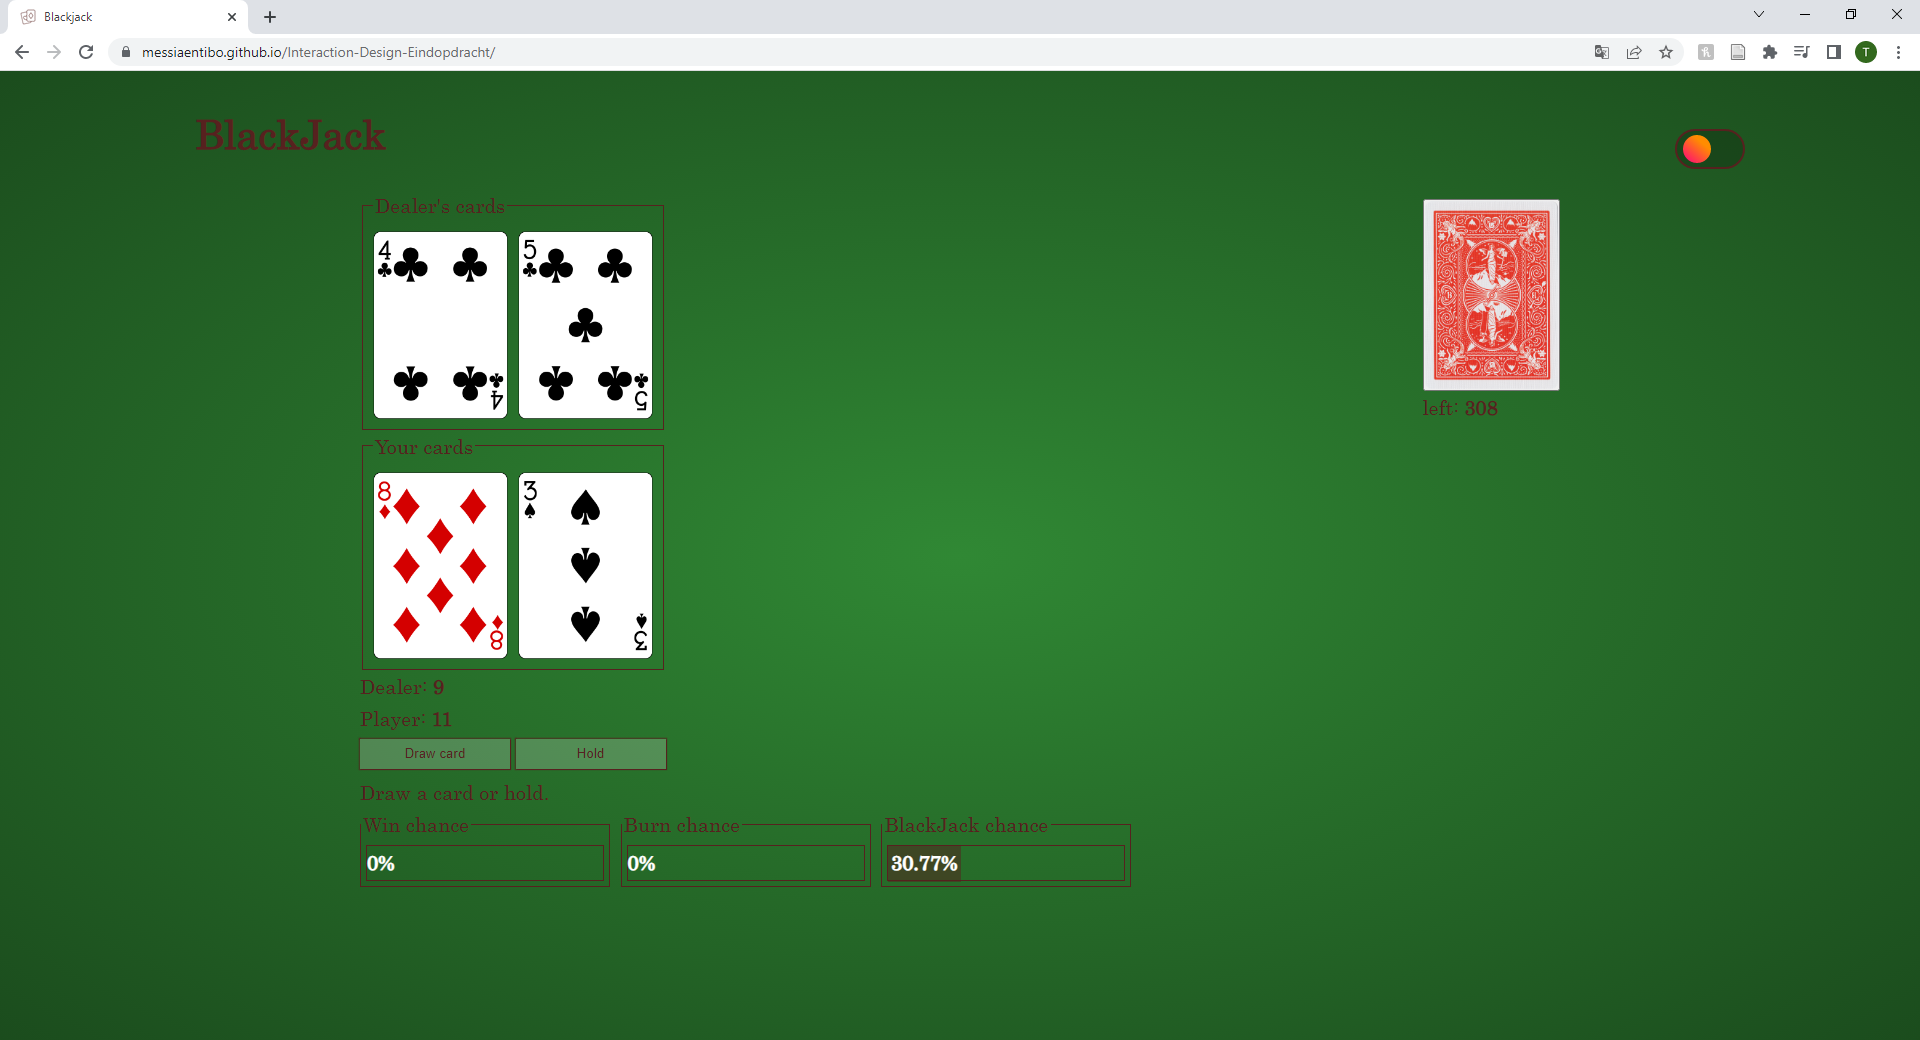 Blackjack
messiaentibo.github.io/Interaction-Design-Eindopdracht/
T
BlackJack
Dealer's cards
4
5
4
5
left: 308
Your cards
8
3
8
3
Dealer: 9
Player: 11
Draw card
Hold
Draw a card or hold.
Win chance
Burn chance
BlackJack chance
0%
0%
30.77%